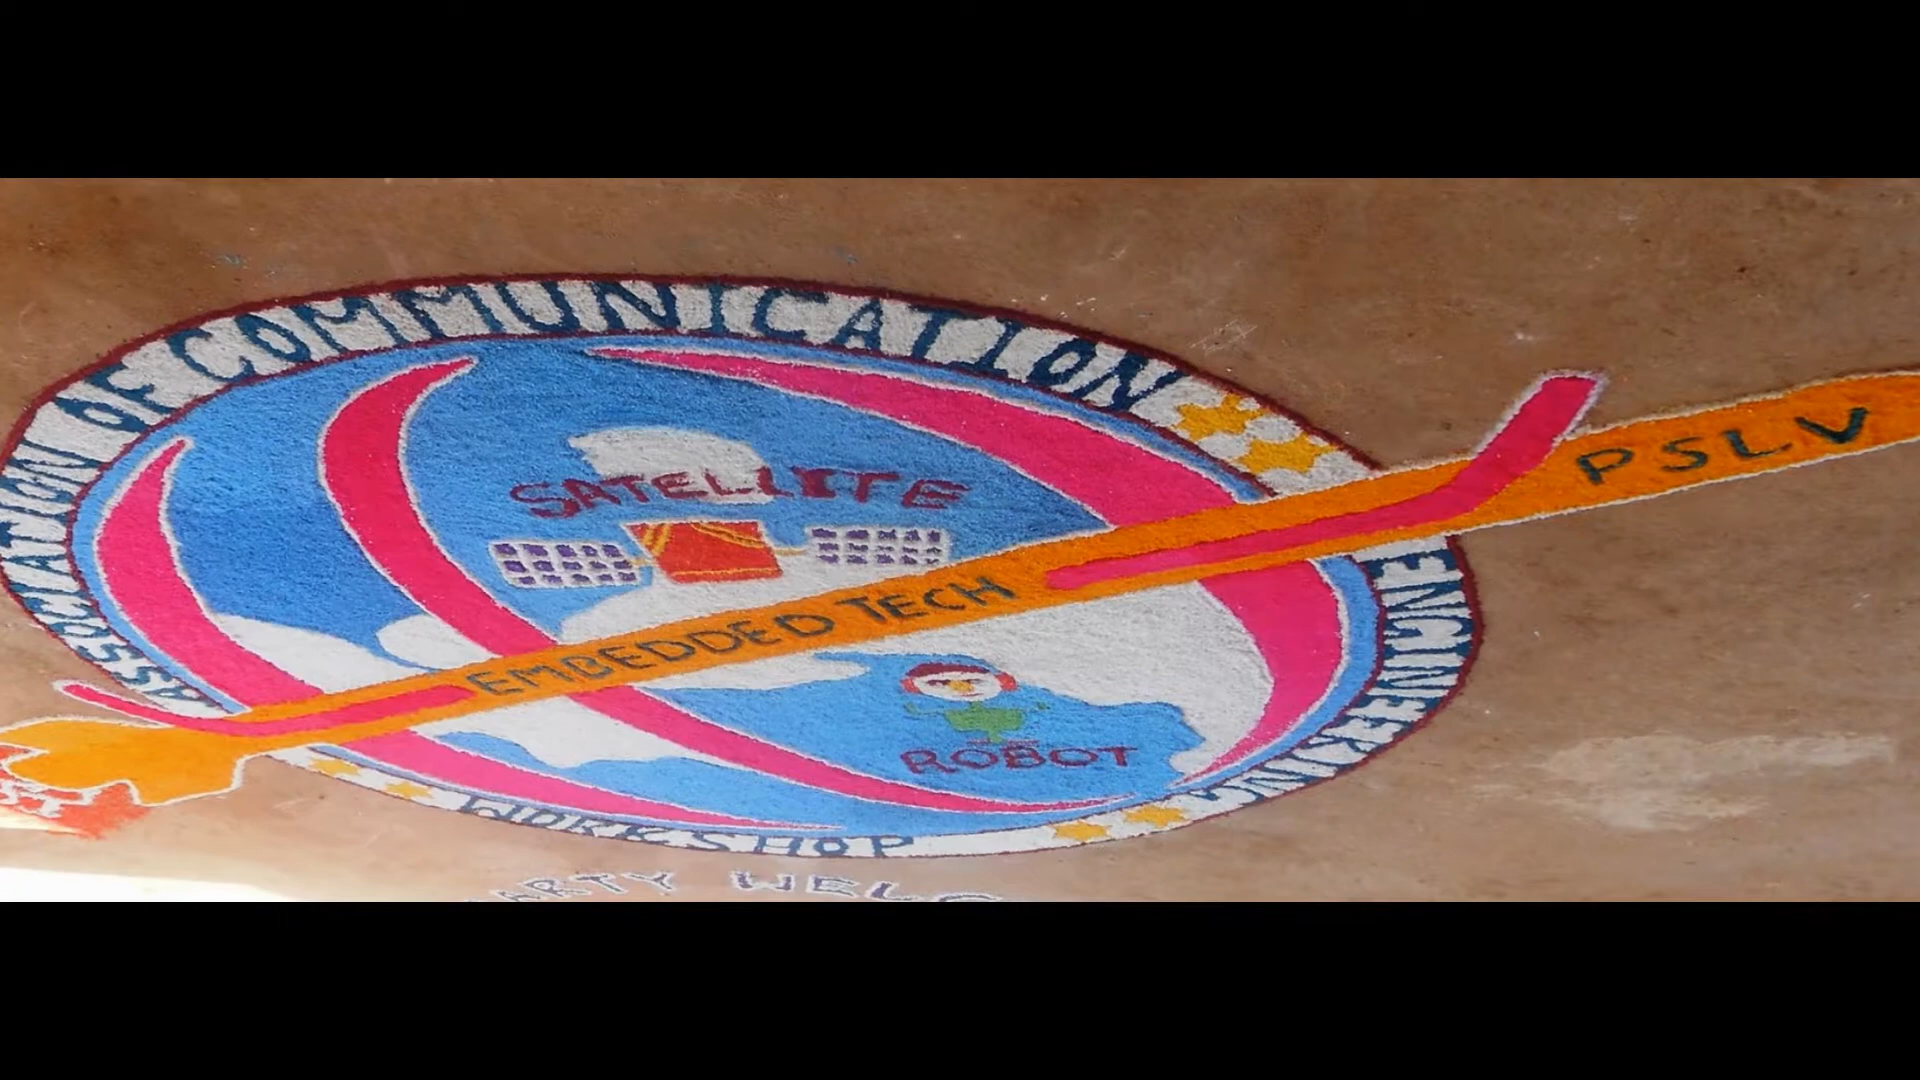 ASSOCIATION OF COMMUNICATION
ENGINEERING
SATELLITE
PSLV
EMBEDDED TECH
ROBOT
WORKSHOP